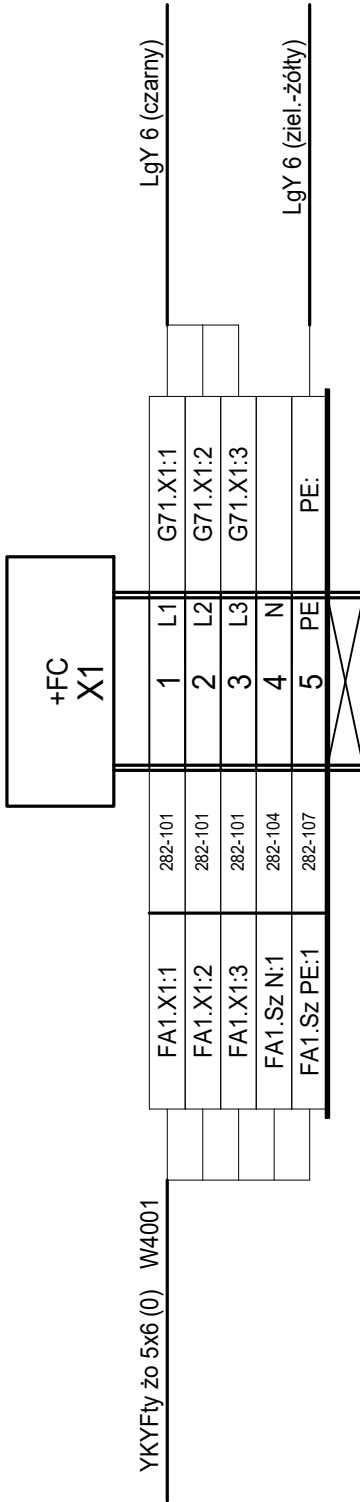 +FC
X1
YKYFty żo 5x6 (0) W4001
LgY 6 (czarny)
LgY 6 (ziel.-żółty)
FA1.X1:1 282-101 1 L1 G71.X1:1
FA1.X1:2 282-101 2 L2 G71.X1:2
FA1.X1:3 282-101 3 L3 G71.X1:3
FA1.Sz N:1 282-104 4 N
FA1.Sz PE:1 282-107 5 PE PE: